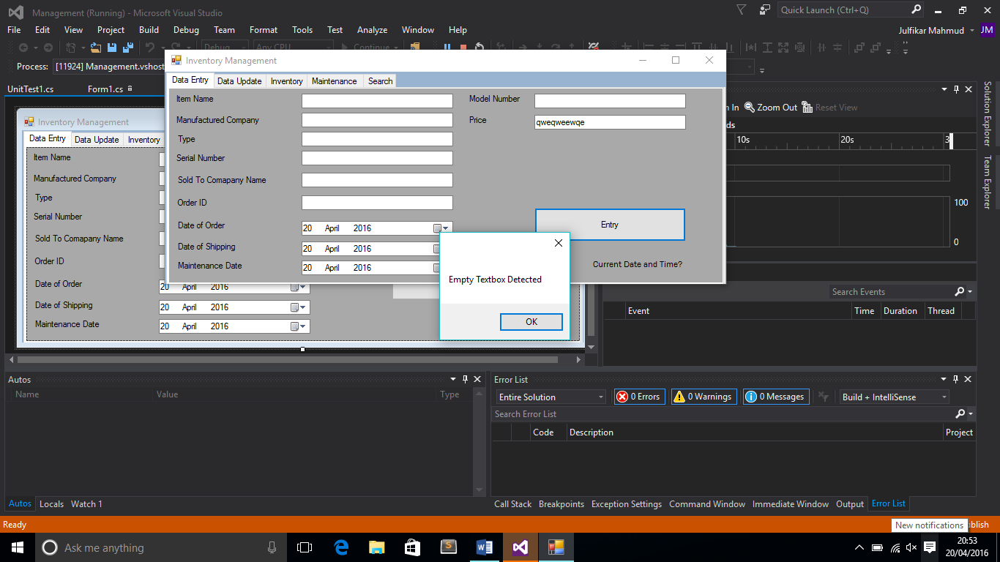 Management (Running) - Microsoft Visual Studio
Quick Launch (Ctrl+Q)
File Edit View Project Build Debug Team Format Tools Test Analyze Window Help
Julfikar Mahmud JM
Debug Any CPU Continue
Process: [11924] Management.vshost
UnitTest1.cs Form1.cs
Inventory Management
Data Entry Data Update Inventory Maintenance Search
Item Name
Manufactured Company
Type
Serial Number
Sold To Comapany Name
Order ID
Date of Order 20 April 2016
Date of Shipping 20 April 2016
Maintenance Date 20 April 2016
Model Number
Price qweqweewqe
Entry
Current Date and Time?
Empty Textbox Detected
OK
Inventory Management
Data Entry Data Update Inventory
Item Name
Manufactured Company
Type
Serial Number
Sold To Comapany Name
Order ID
Date of Order 20 April 2016
Date of Shipping 20 April 2016
Maintenance Date 20 April 2016
n In Zoom Out Reset View
ds
10s 20s 3
100
0
Search Events
Event Time Duration Thread
Solution Explorer
Team Explorer
Autos
Name Value Type
Autos Locals Watch 1
Error List
Entire Solution 0 Errors 0 Warnings 0 Messages Build + IntelliSense
Search Error List
Code Description Project
Call Stack Breakpoints Exception Settings Command Window Immediate Window Output Error List
Ready
New notifications
blish
Ask me anything
20:53
20/04/2016